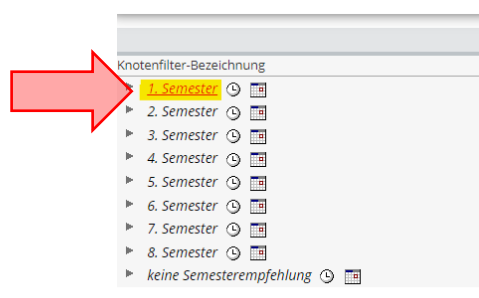 Knotenfilter-Bezeichnung
1. Semester
2. Semester
3. Semester
4. Semester
5. Semester
6. Semester
7. Semester
8. Semester
keine Semesterempfehlung